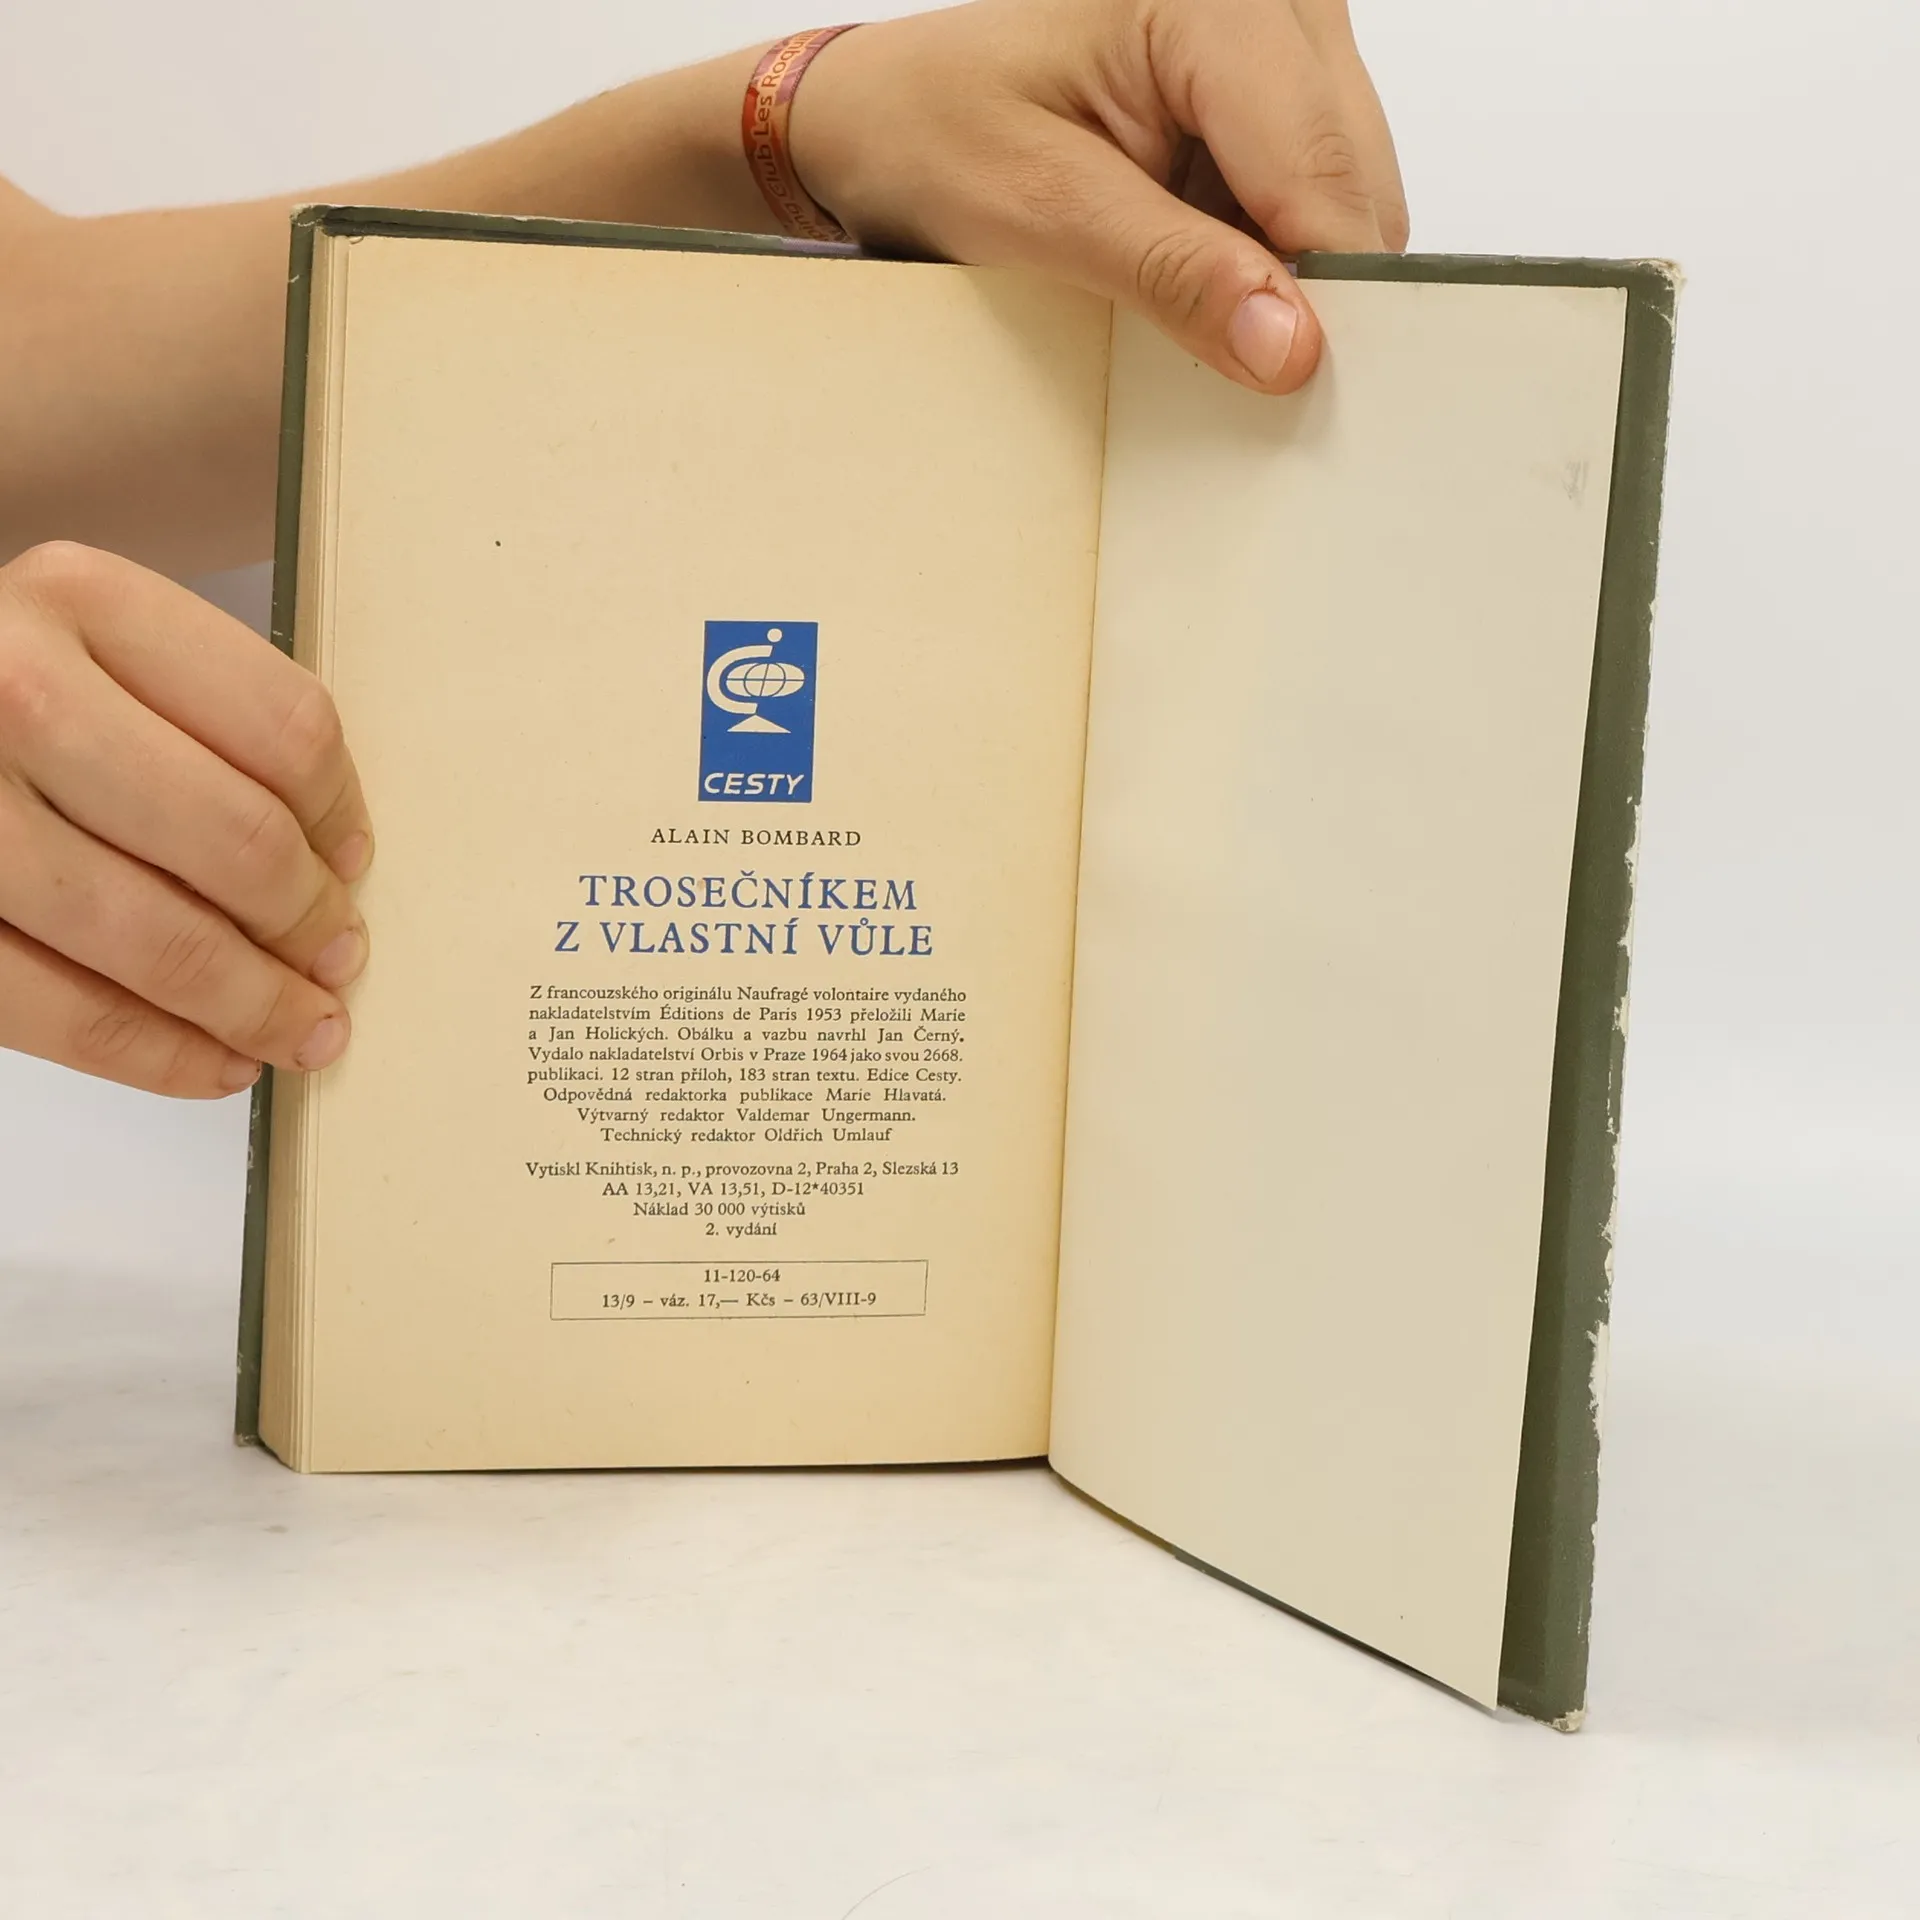 Club Les
CESTY
ALAIN BOMBARD
TROSEČNÍKEM
Z VLASTNÍ VŮLE
Z francouzského originálu Naufragé volontaire vydaného
nakladatelstvím Éditions de Paris 1953 přeložili Marie
a Jan Holických. Obálku a vazbu navrhl Jan Černý.
Vydalo nakladatelství Orbis v Praze 1964 jako svou 2668.
publikaci. 12 stran příloh, 183 stran textu. Edice Cesty.
Odpovědná redaktorka publikace Marie Hlavatá.
Výtvarný redaktor Valdemar Ungermann.
Technický redaktor Oldřich Umlauf
Vytiskl Knihtisk, n. p., provozovna 2, Praha 2, Slezská 13
AA 13,21, VA 13,51, D-12*40351
Náklad 30 000 výtisků
2. vydání
11-120-64
13/9 – váz. 17,— Kčs – 63/VIII-9